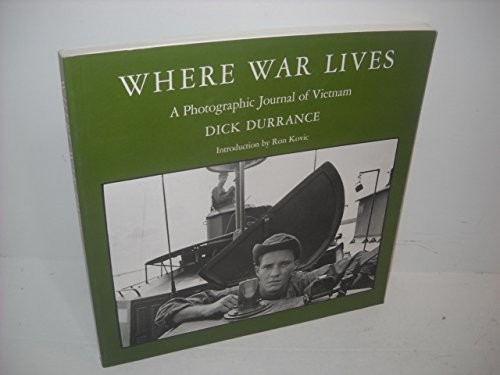 WHERE WAR LIVES
A Photographic Journal of Vietnam
DICK DURRANCE
Introduction by Ron Kovic